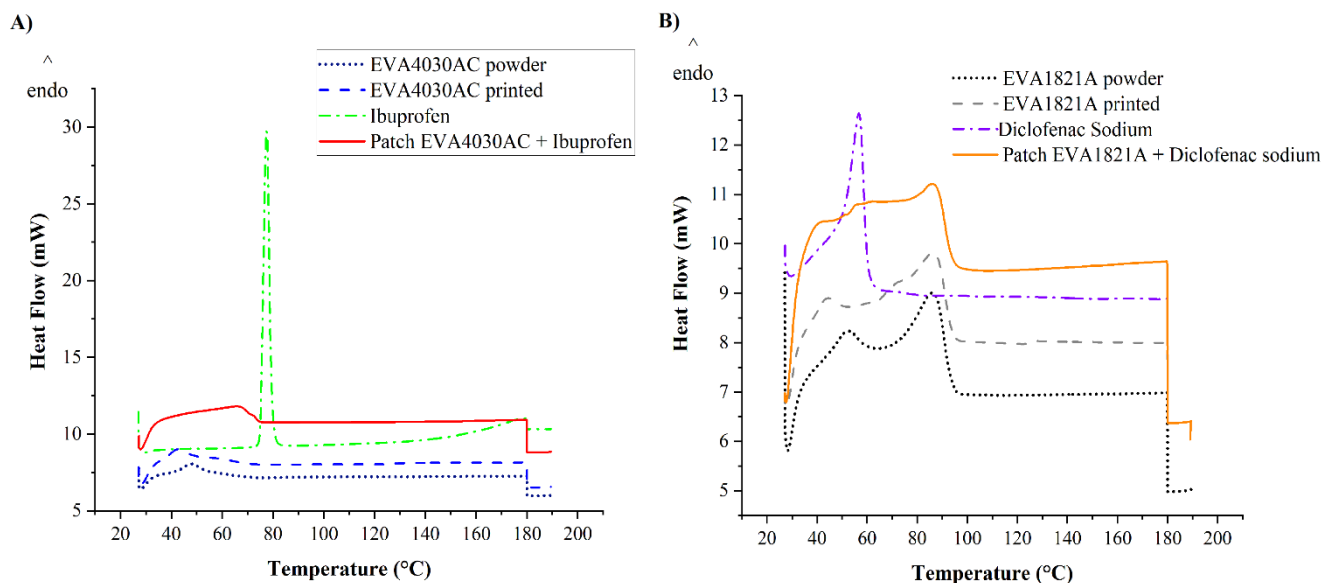 A)
^
endo
EVA4030AC powder
EVA4030AC printed
Ibuprofen
Patch EVA4030AC + Ibuprofen
30
25
20
15
10
5
Heat Flow (mW)
20 40 60 80 100 120 140 160 180 200
Temperature (°C)
B)
^
endo
EVA1821A powder
EVA1821A printed
Diclofenac Sodium
Patch EVA1821A + Diclofenac sodium
13
12
11
10
9
8
7
6
5
Heat Flow (mW)
20 40 60 80 100 120 140 160 180 200
Temperature (°C)